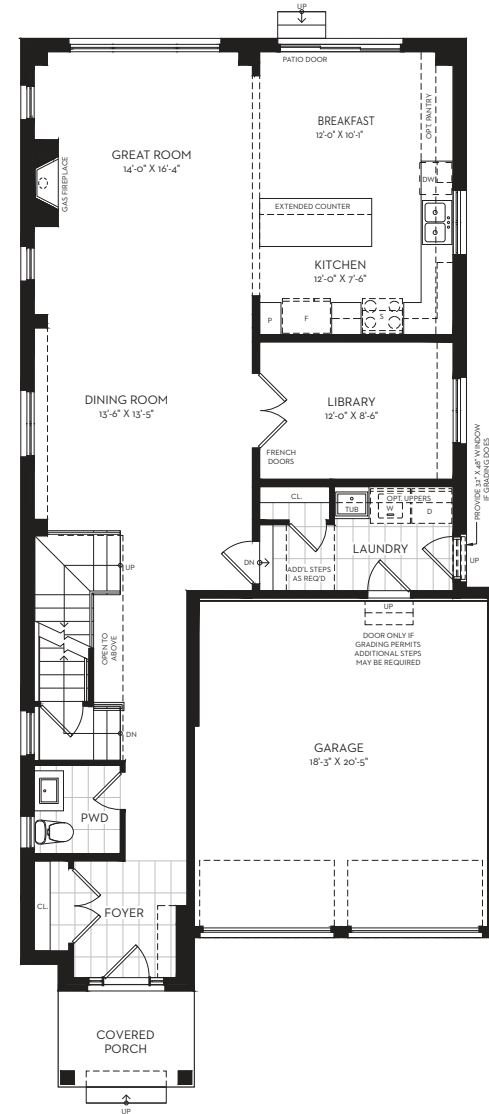 UP
PATIO DOOR
BREAKFAST
12'-0" X 10'-1"
OPT. PANTRY
GREAT ROOM
14'-0" X 16'-4"
GAS FIREPLACE
DW
EXTENDED COUNTER
KITCHEN
12'-0" X 7'-6"
P
F
S
DINING ROOM
13'-6" X 13'-5"
LIBRARY
12'-0" X 8'-6"
FRENCH
DOORS
PROVIDE 32" X 48" WINDOW
IF GRADING DOES
CL.
TUB
OPT. UPPERS
W
D
LAUNDRY
DN
ADD'L STEPS
AS REQ'D
UP
UP
UP
OPEN TO
ABOVE
DOOR ONLY IF
GRADING PERMITS
ADDITIONAL STEPS
MAY BE REQUIRED
DN
GARAGE
18'-3" X 20'-5"
PWD
CL.
FOYER
COVERED
PORCH
UP